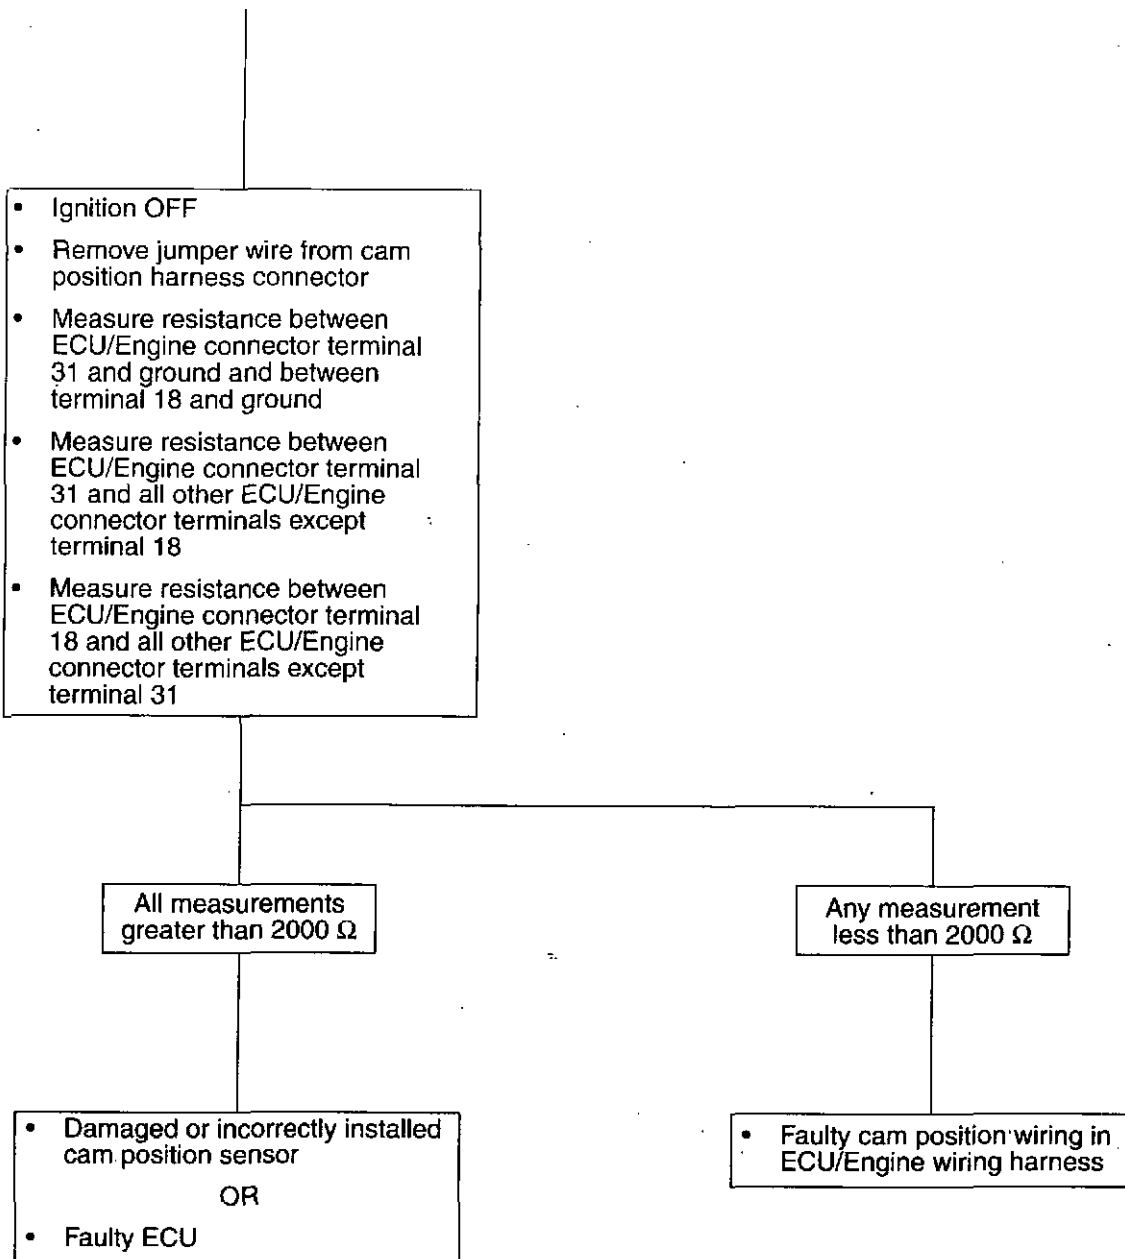 • Ignition OFF
• Remove jumper wire from cam
position harness connector
• Measure resistance between
ECU/Engine connector terminal
31 and ground and between
terminal 18 and ground
• Measure resistance between
ECU/Engine connector terminal
31 and all other ECU/Engine
connector terminals except
terminal 18
• Measure resistance between
ECU/Engine connector terminal
18 and all other ECU/Engine
connector terminals except
terminal 31
All measurements
greater than 2000 Ω
Any measurement
less than 2000 Ω
• Damaged or incorrectly installed
cam position sensor
OR
• Faulty ECU
• Faulty cam position wiring in
ECU/Engine wiring harness